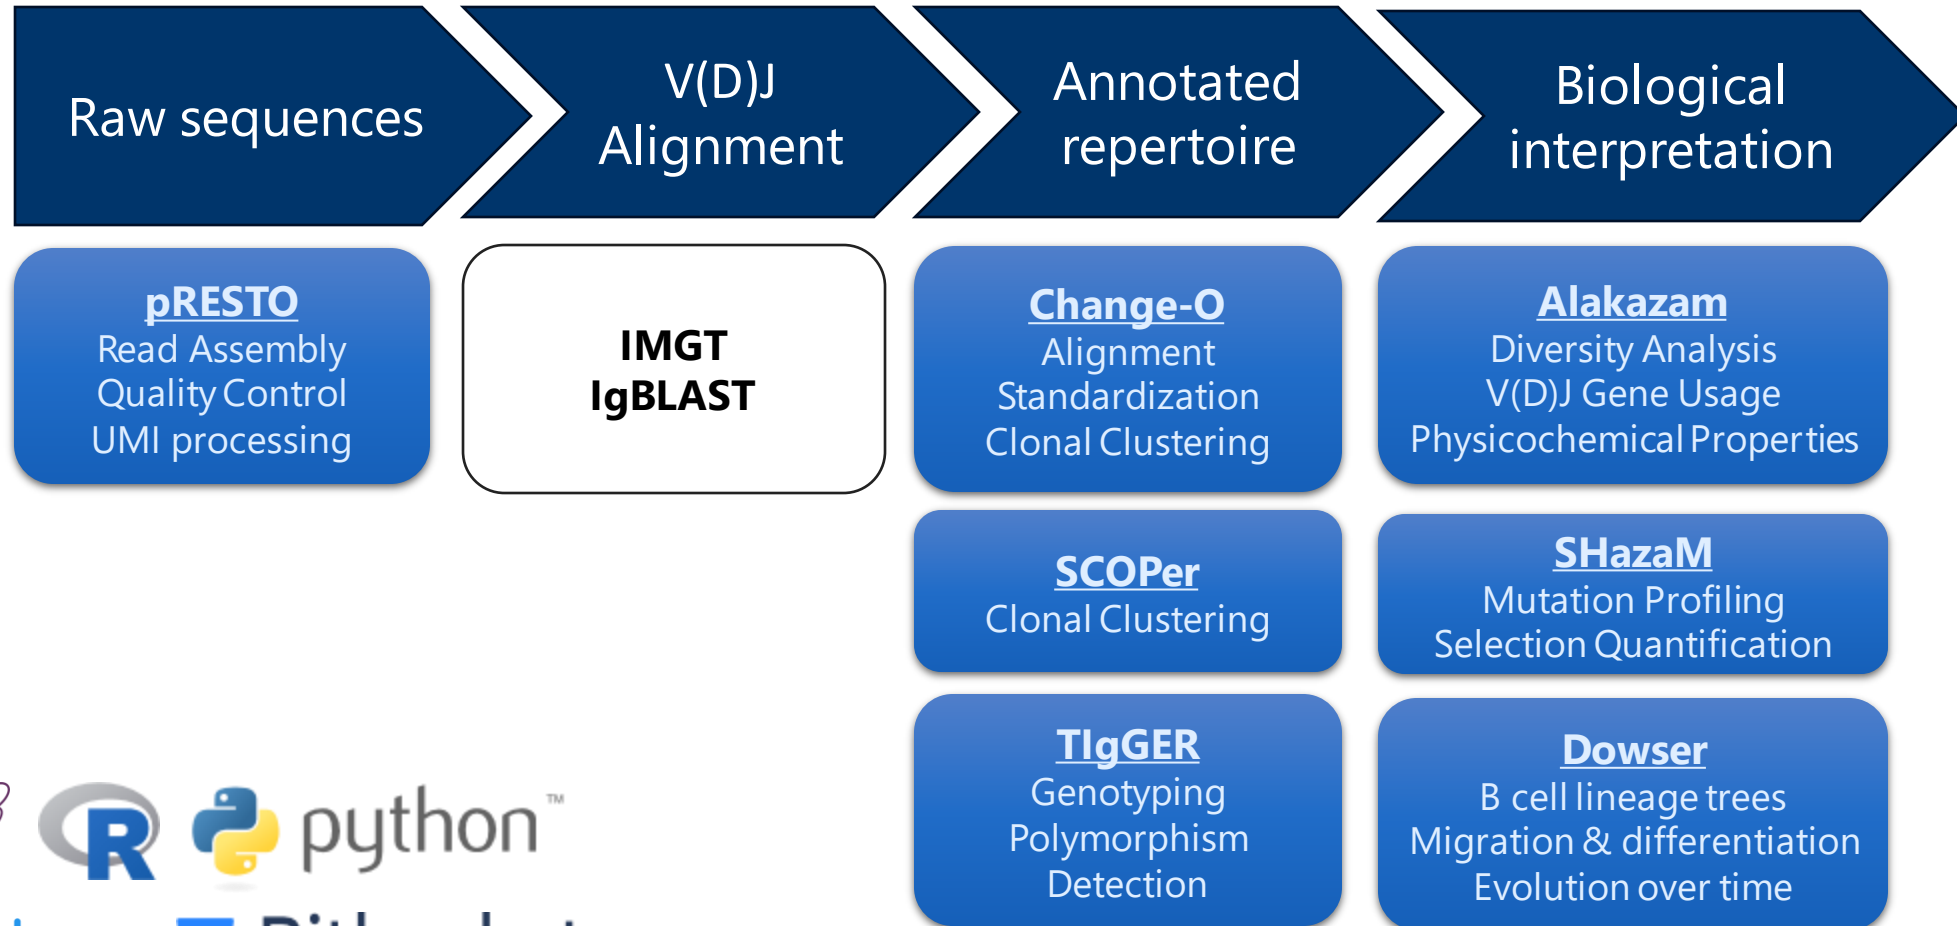 Raw sequences
V(D)J
Alignment
Annotated
repertoire
Biological
interpretation
pRESTO
Read Assembly
Quality Control
UMI processing
IMGT
IgBLAST
Change-O
Alignment
Standardization
Clonal Clustering
SCOPer
Clonal Clustering
TIgGER
Genotyping
Polymorphism
Detection
Alakazam
Diversity Analysis
V(D)J Gene Usage
Physicochemical Properties
SHazaM
Mutation Profiling
Selection Quantification
Dowser
B cell lineage trees
Migration & differentiation
Evolution over time
R
python™